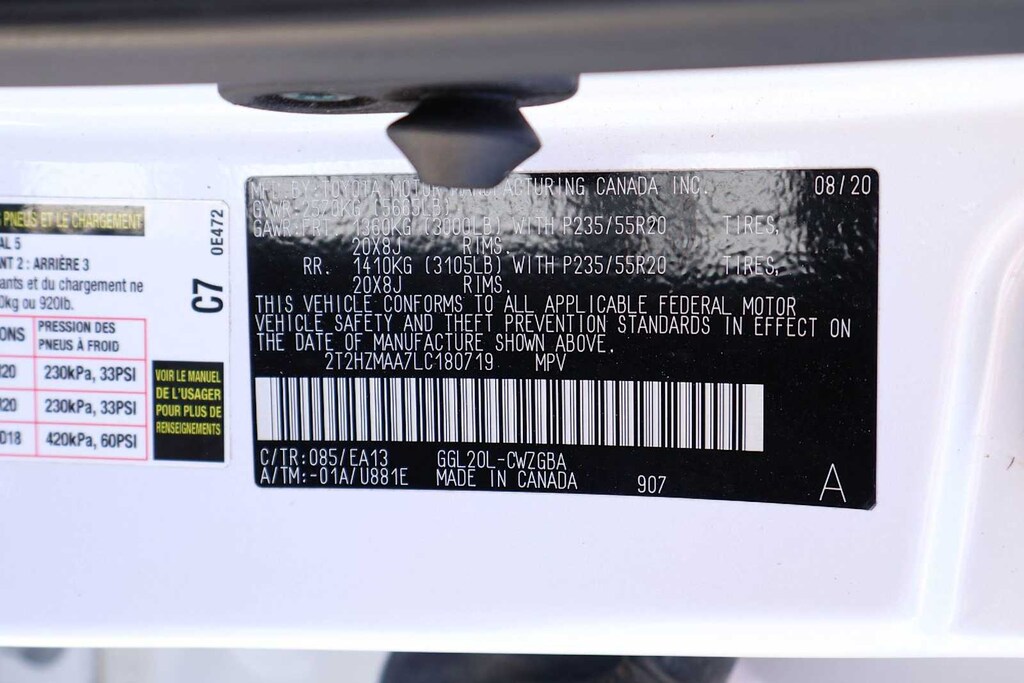 PNEUS ET LE CHARGEMENT
AL 5
NT 2 : ARRIÈRE 3
ants et du chargement ne
0kg ou 920lb.
ONS PRESSION DES
PNEUS À FROID
20 230kPa, 33PSI
20 230kPa, 33PSI
D18 420kPa, 60PSI
0E472
C7
VOIR LE MANUEL
DE L'USAGER
POUR PLUS DE
RENSEIGNEMENTS
MFD.BY:TOYOTA MOTOR MANUFACTURING CANADA INC. 08/20
GVWR:2578KG (5685LB)
GAWR:FRT. 1360KG (3000LB) WITH P235/55R20 TIRES,
20X8J RIMS.
RR. 1410KG (3105LB) WITH P235/55R20 TIRES,
20X8J RIMS.
THIS VEHICLE CONFORMS TO ALL APPLICABLE FEDERAL MOTOR
VEHICLE SAFETY AND THEFT PREVENTION STANDARDS IN EFFECT ON
THE DATE OF MANUFACTURE SHOWN ABOVE.
2T2HZMAA7LC180719 MPV
C/TR:085/EA13 GGL20L-CWZGBA
A/TM:-01A/U881E MADE IN CANADA 907 A